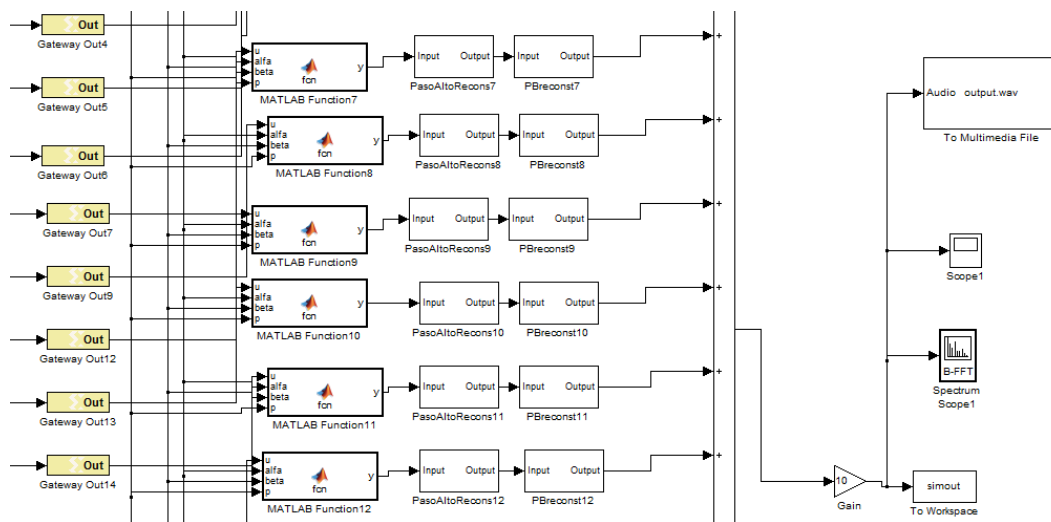 Out
Gateway Out4
Out
Gateway Out5
Out
Gateway Out6
Out
Gateway Out7
Out
Gateway Out9
Out
Gateway Out12
Out
Gateway Out13
Out
Gateway Out14
u
alfa
beta
p
fcn
y
MATLAB Function7
Input Output
PasoAltoRecons7
Input Output
PBreconst7
+
u
alfa
beta
p
fcn
y
MATLAB Function8
Input Output
PasoAltoRecons8
Input Output
PBreconst8
+
u
alfa
beta
p
fcn
y
MATLAB Function9
Input Output
PasoAltoRecons9
Input Output
PBreconst9
+
u
alfa
beta
p
fcn
y
MATLAB Function10
Input Output
PasoAltoRecons10
Input Output
PBreconst10
+
u
alfa
beta
p
fcn
y
MATLAB Function11
Input Output
PasoAltoRecons11
Input Output
PBreconst11
+
u
alfa
beta
p
fcn
y
MATLAB Function12
Input Output
PasoAltoRecons12
Input Output
PBreconst12
+
Audio output.wav
To Multimedia File
Scope1
B-FFT
Spectrum
Scope1
10
Gain
simout
To Workspace